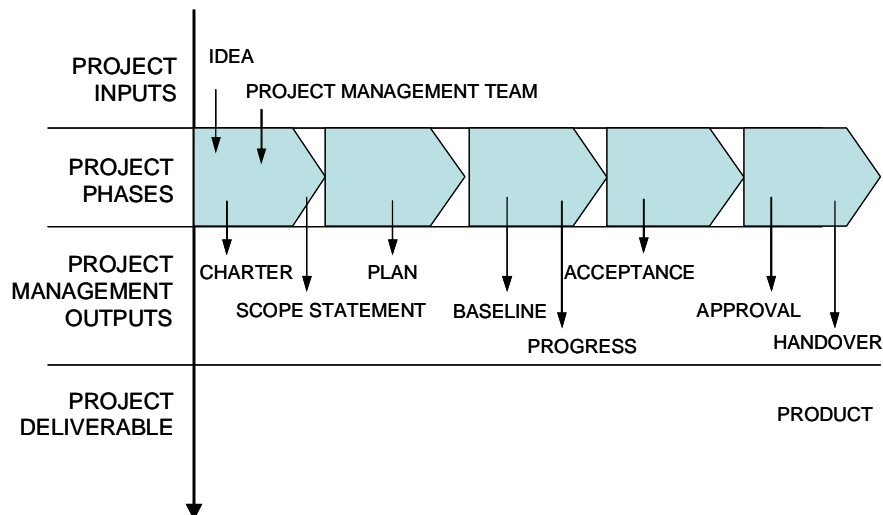 IDEA
PROJECT
INPUTS
PROJECT MANAGEMENT TEAM
PROJECT
PHASES
PROJECT
MANAGEMENT
OUTPUTS
CHARTER
PLAN
ACCEPTANCE
SCOPE STATEMENT
BASELINE
APPROVAL
PROGRESS
HANDOVER
PROJECT
DELIVERABLE
PRODUCT